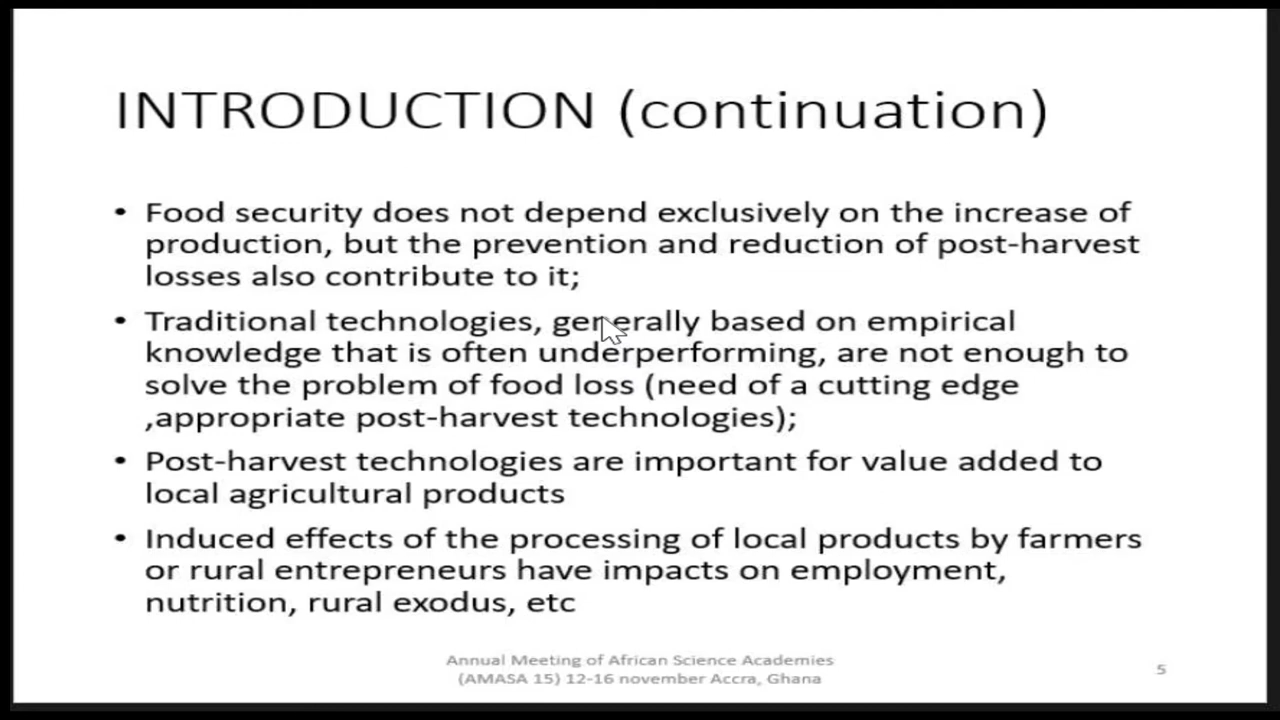 INTRODUCTION (continuation)
• Food security does not depend exclusively on the increase of
production, but the prevention and reduction of post-harvest
losses also contribute to it;
• Traditional technologies, generally based on empirical
knowledge that is often underperforming, are not enough to
solve the problem of food loss (need of a cutting edge
,appropriate post-harvest technologies);
• Post-harvest technologies are important for value added to
local agricultural products
• Induced effects of the processing of local products by farmers
or rural entrepreneurs have impacts on employment,
nutrition, rural exodus, etc
Annual Meeting of African Science Academies
(AMASA 15) 12-16 november Accra, Ghana
5